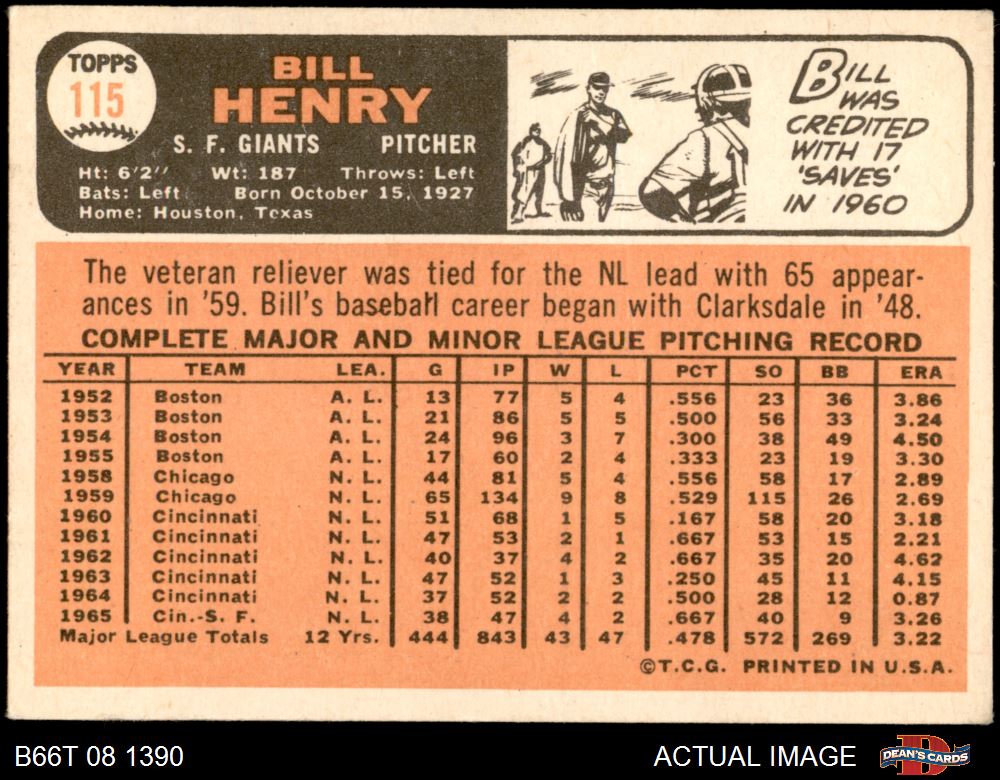 TOPPS
115
BILL
HENRY
S. F. GIANTS PITCHER
Ht: 6'2" Wt: 187 Throws: Left
Bats: Left Born October 15, 1927
Home: Houston, Texas
BILL
WAS
CREDITED
WITH 17
'SAVES'
IN 1960
The veteran reliever was tied for the NL lead with 65 appear-
ances in '59. Bill's baseball career began with Clarksdale in '48.
COMPLETE MAJOR AND MINOR LEAGUE PITCHING RECORD
YEAR TEAM LEA. G IP W L PCT SO BB ERA
1952 Boston A. L. 13 77 5 4 .556 23 36 3.86
1953 Boston A. L. 21 86 5 5 .500 56 33 3.24
1954 Boston A. L. 24 96 3 7 .300 38 49 4.50
1955 Boston A. L. 17 60 2 4 .333 23 19 3.30
1958 Chicago N. L. 44 81 5 4 .556 58 17 2.89
1959 Chicago N. L. 65 134 9 8 .529 115 26 2.69
1960 Cincinnati N. L. 51 68 1 5 .167 58 20 3.18
1961 Cincinnati N. L. 47 53 2 1 .667 53 15 2.21
1962 Cincinnati N. L. 40 37 4 2 .667 35 20 4.62
1963 Cincinnati N. L. 47 52 1 3 .250 45 11 4.15
1964 Cincinnati N. L. 37 52 2 2 .500 28 12 0.87
1965 Cin.-S. F. N. L. 38 47 4 2 .667 40 9 3.26
Major League Totals 12 Yrs. 444 843 43 47 .478 572 269 3.22
©T.C.G. PRINTED IN U.S.A.
B66T 08 1390 ACTUAL IMAGE DEAN'S CARDS